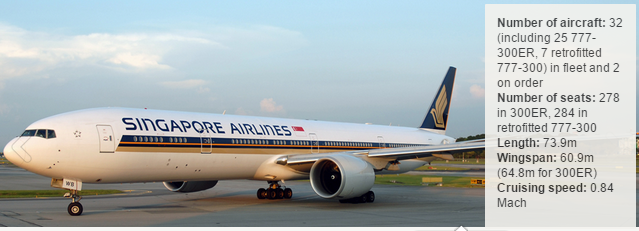 SINGAPORE AIRLINES
Number of aircraft: 32
(including 25 777-
300ER, 7 retrofitted
777-300) in fleet and 2
on order
Number of seats: 278
in 300ER, 284 in
retrofitted 777-300
Length: 73.9m
Wingspan: 60.9m
(64.8m for 300ER)
Cruising speed: 0.84
Mach